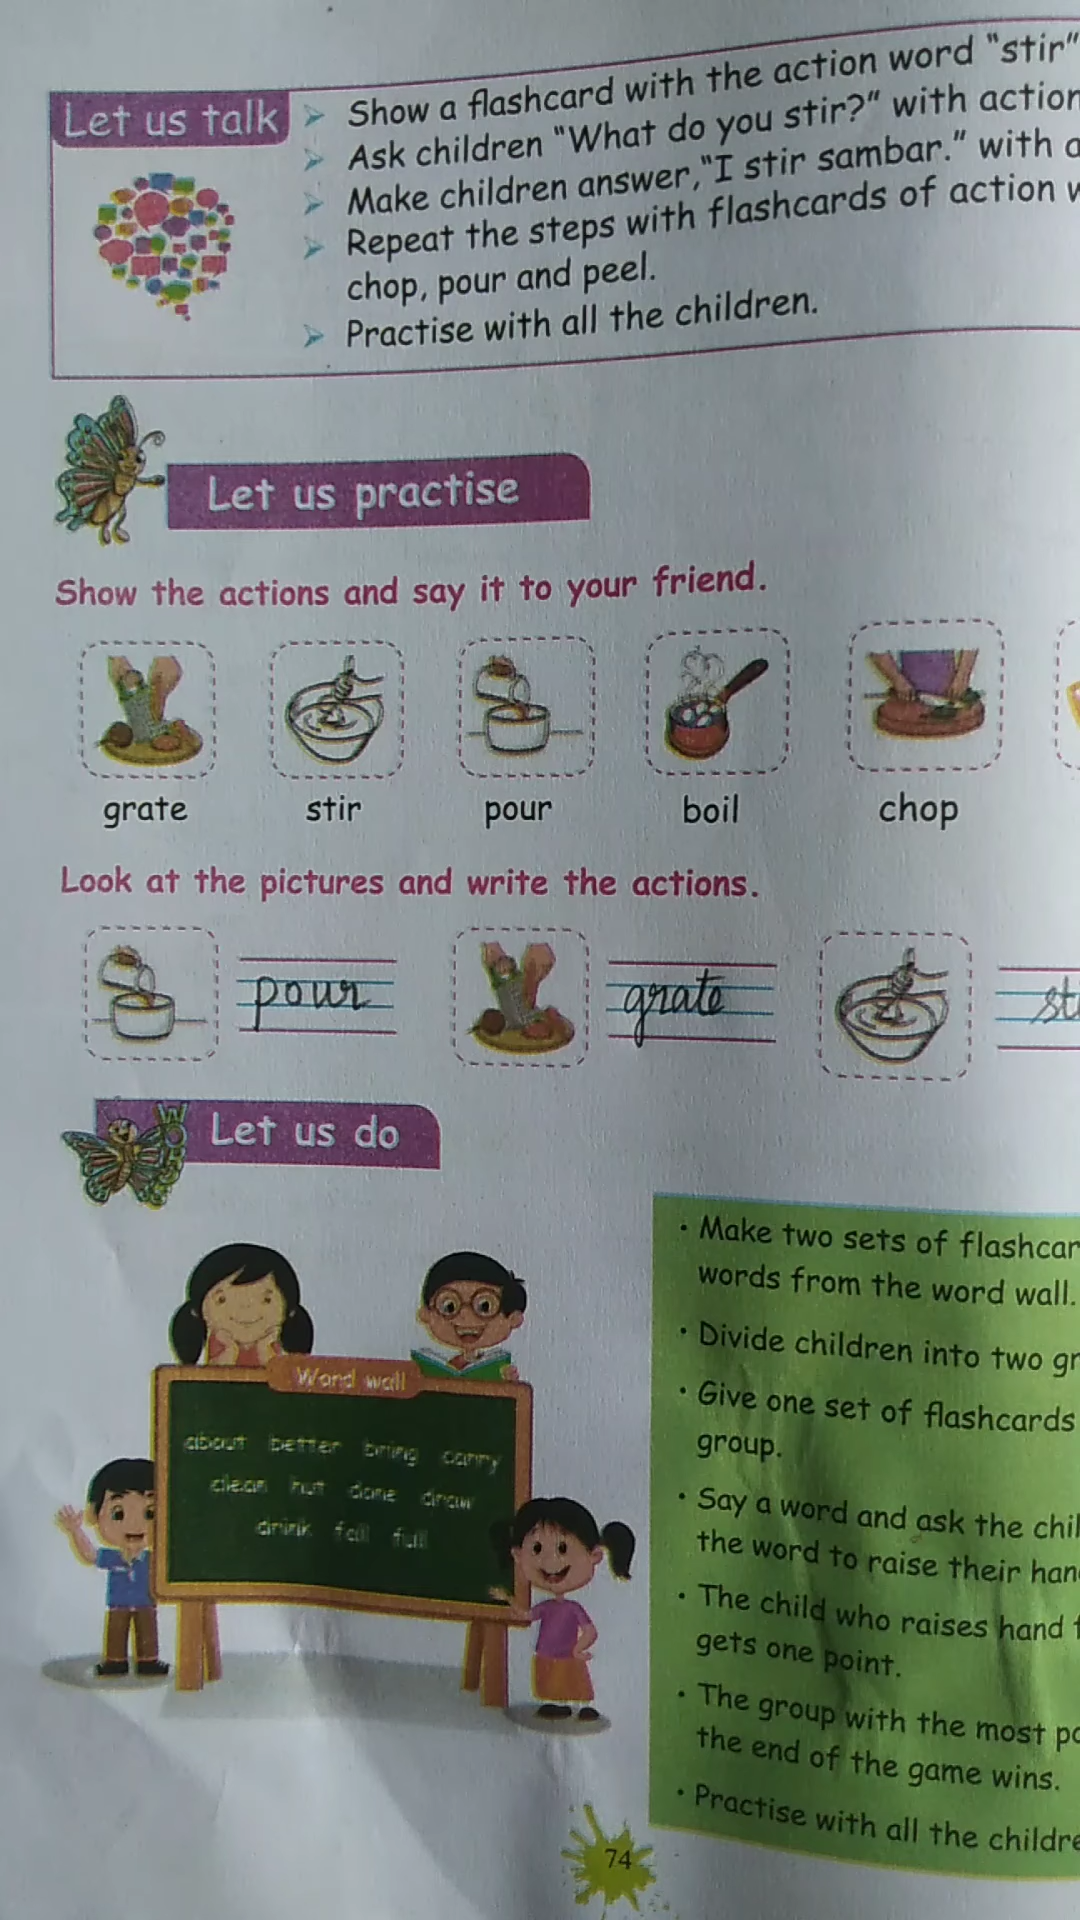 Let us talk
Show a flashcard with the action word "stir"
Ask children "What do you stir?" with action
Make children answer,"I stir sambar." with
Repeat the steps with flashcards of action
chop, pour and peel.
Practise with all the children.
Let us practise
Show the actions and say it to your friend.
grate stir pour boil chop
Look at the pictures and write the actions.
pour grate
Let us do
Word wall
about better bring carry
clean hut done draw
drink fall full
• Make two sets of
words from the word wall.
• Divide children into two
• Give one set of flashcards
group.
• Say a word and ask the
the word to raise their
• The child who raises hand
gets one point.
• The group with the most
the end of the game wins.
• Practise with all the
74